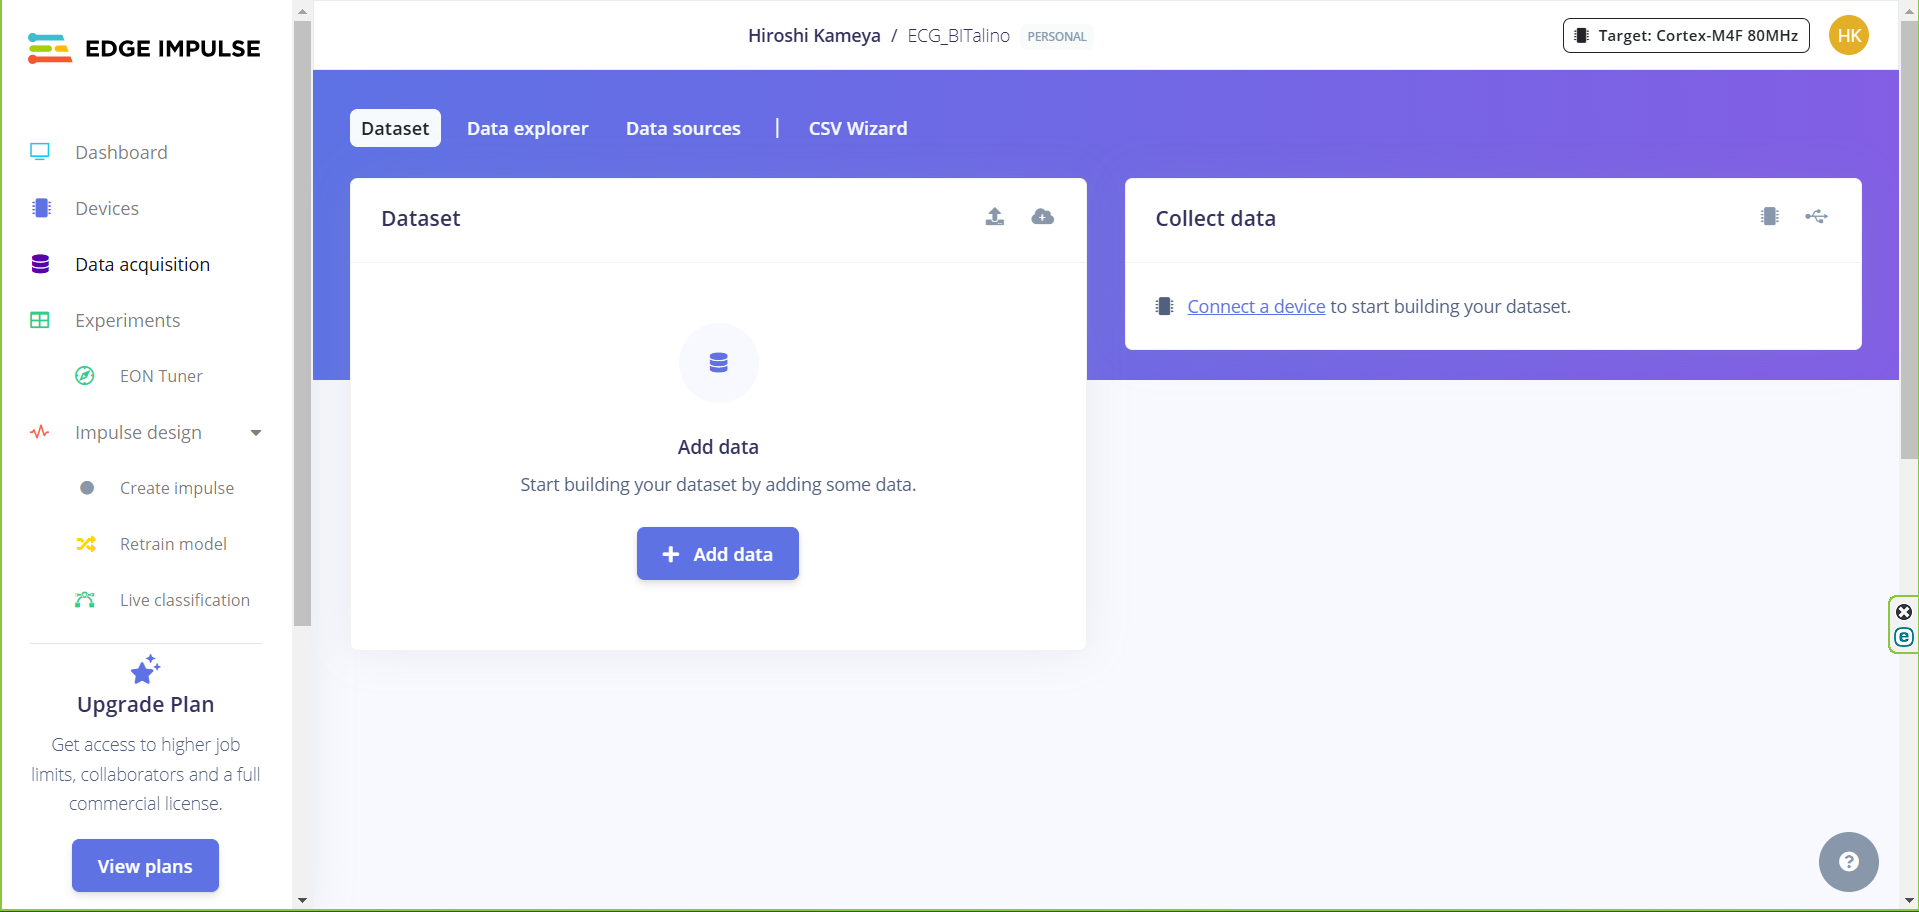 EDGE IMPULSE
Hiroshi Kameya / ECG_BITalino PERSONAL
Target: Cortex-M4F 80MHz
HK
Dashboard
Devices
Data acquisition
Experiments
EON Tuner
Impulse design
Create impulse
Retrain model
Live classification
Upgrade Plan
Get access to higher job
limits, collaborators and a full
commercial license.
View plans
Dataset Data explorer Data sources | CSV Wizard
Dataset
Add data
Start building your dataset by adding some data.
+ Add data
Collect data
Connect a device to start building your dataset.
e
?